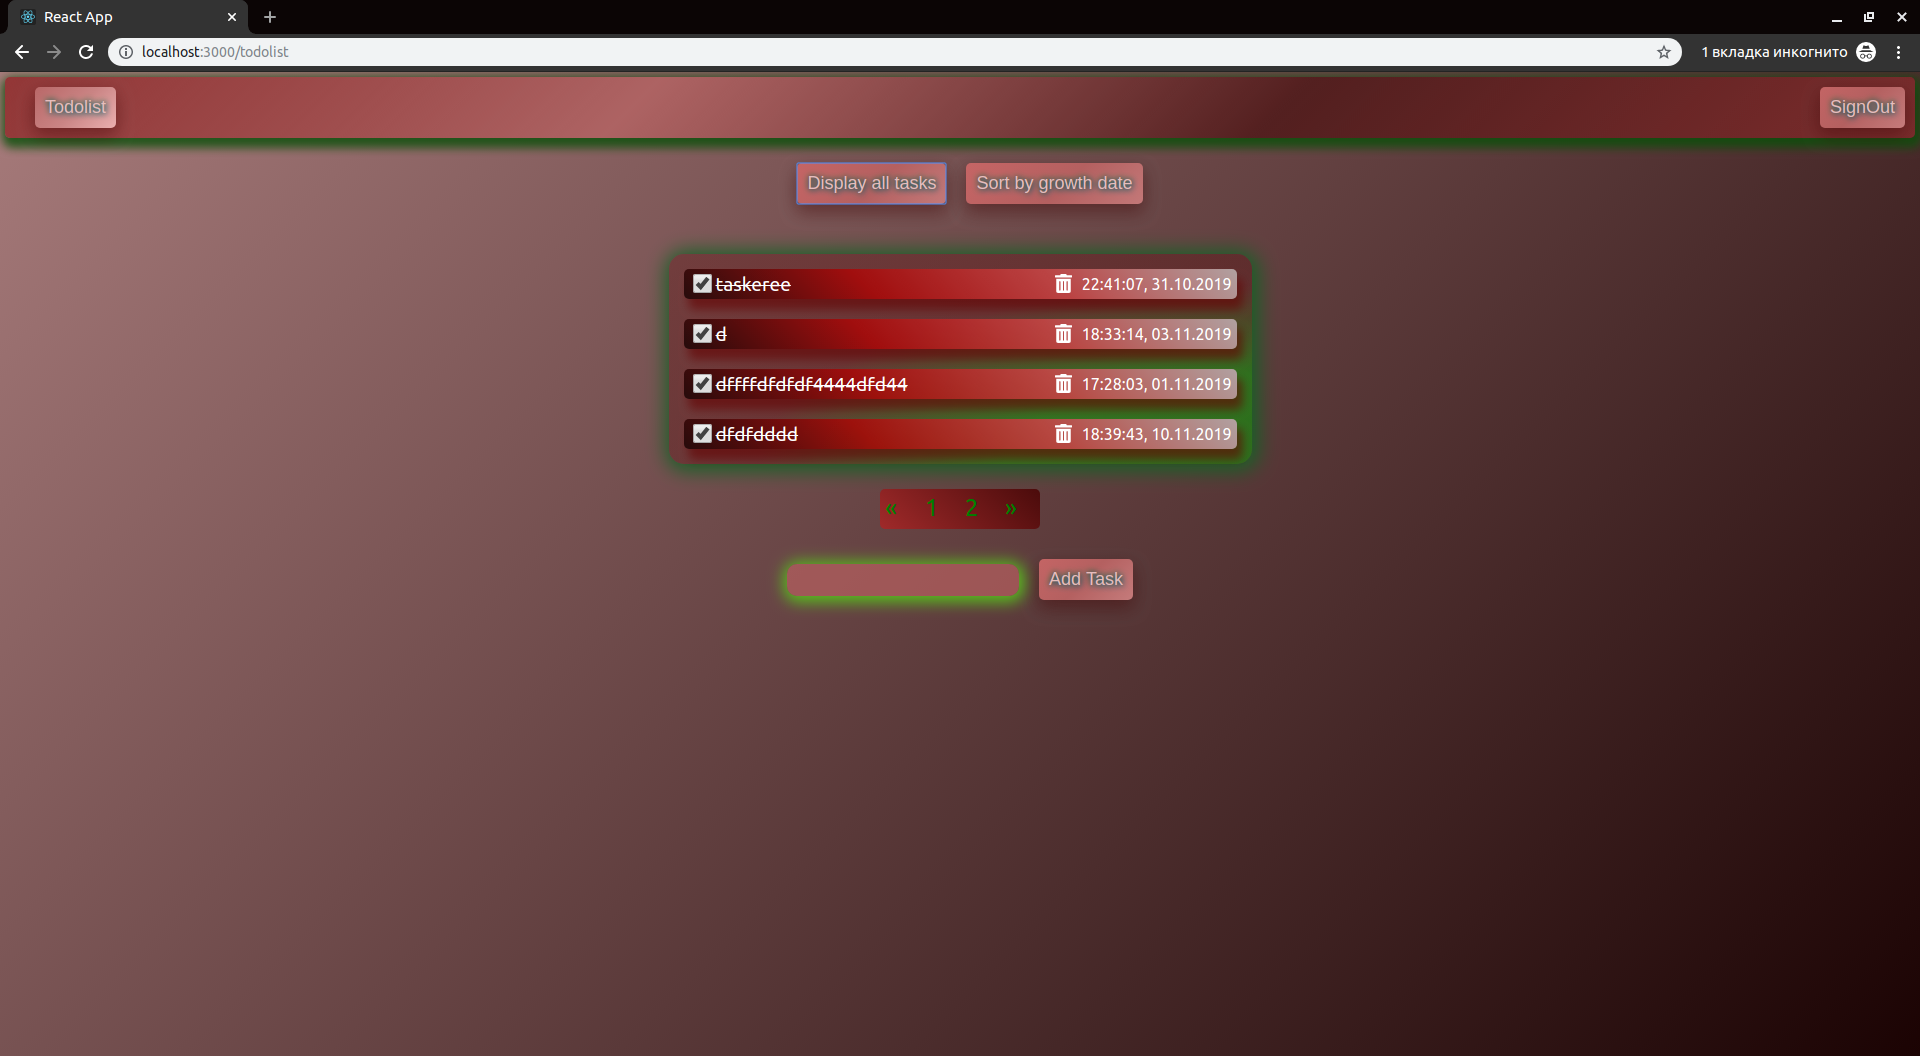 React App
localhost:3000/todolist
1 вкладка инкогнито
Todolist
SignOut
Display all tasks
Sort by growth date
taskeree 22:41:07, 31.10.2019
d 18:33:14, 03.11.2019
dffffdfdfdf4444dfd44 17:28:03, 01.11.2019
dfdfdddd 18:39:43, 10.11.2019
« 1 2 »
Add Task